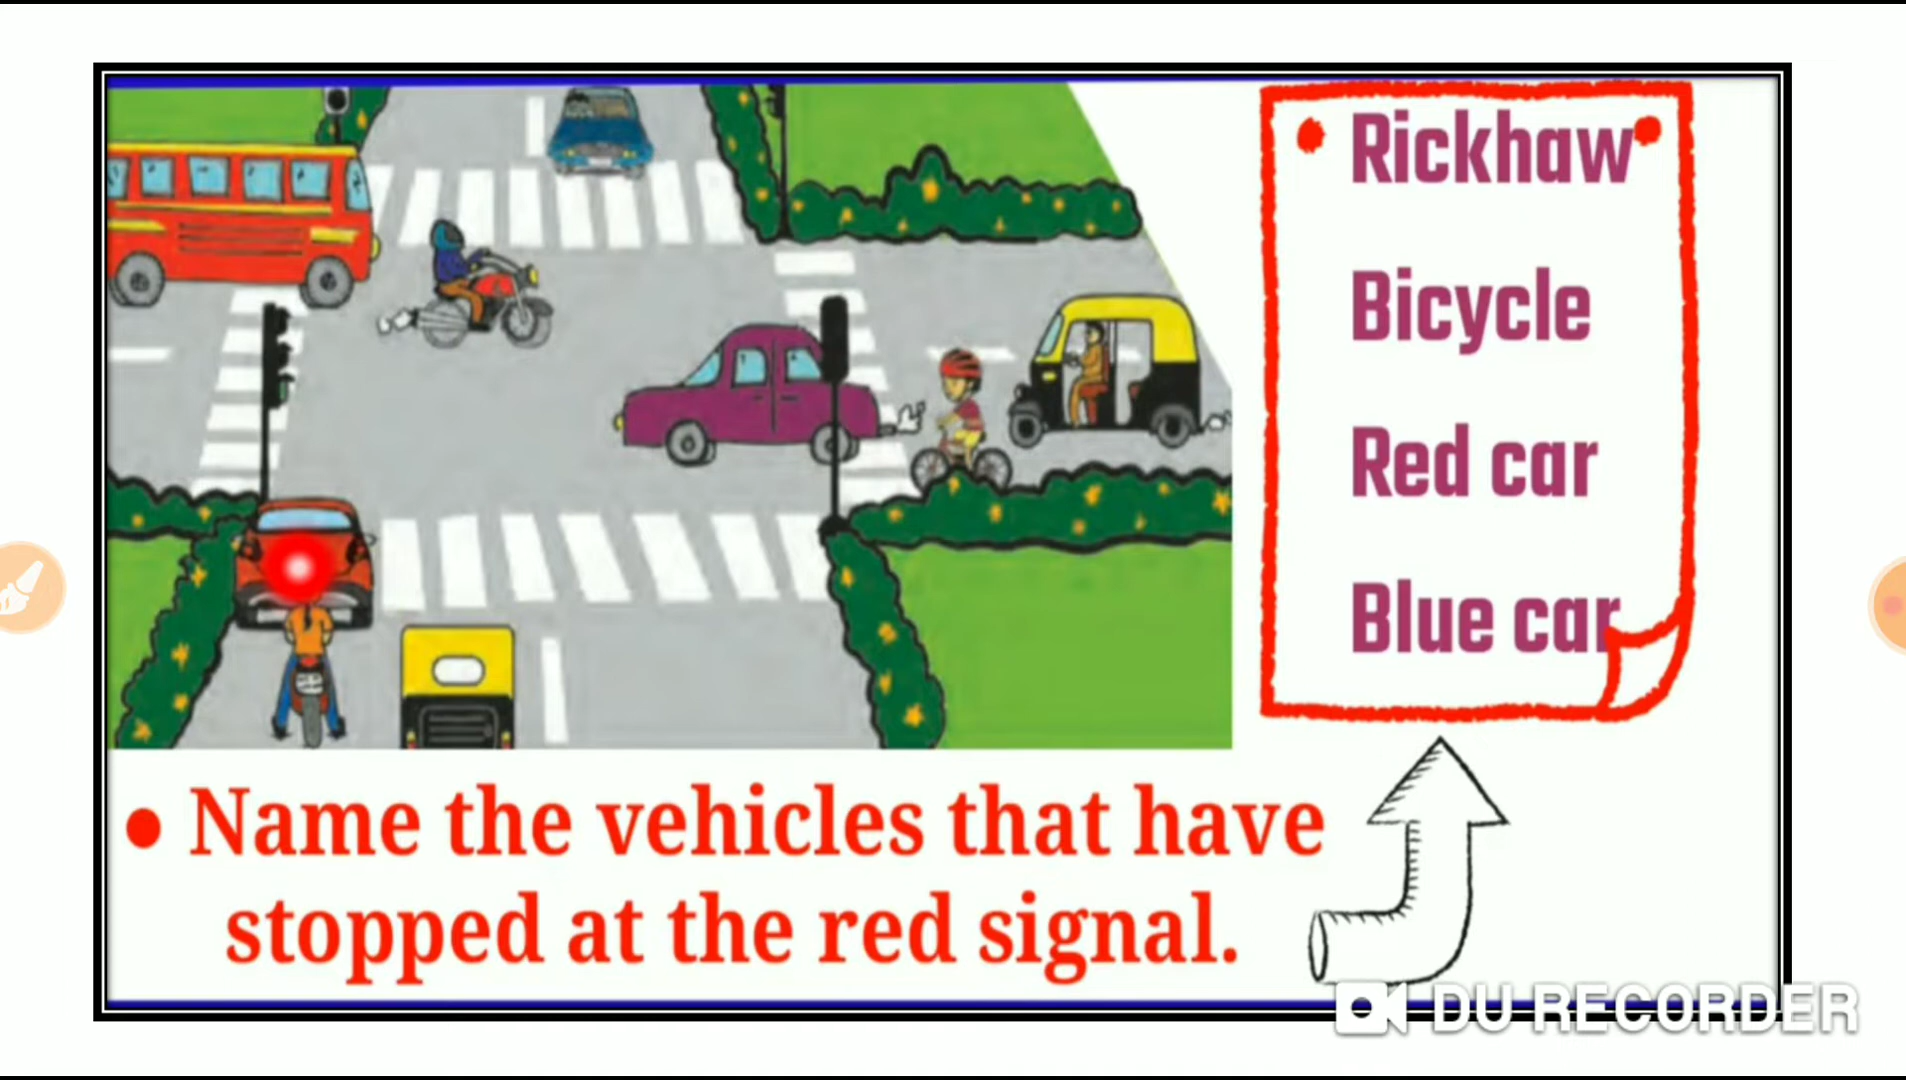 Rickhaw
Bicycle
Red car
Blue car
• Name the vehicles that have
stopped at the red signal.
DU RECORDER